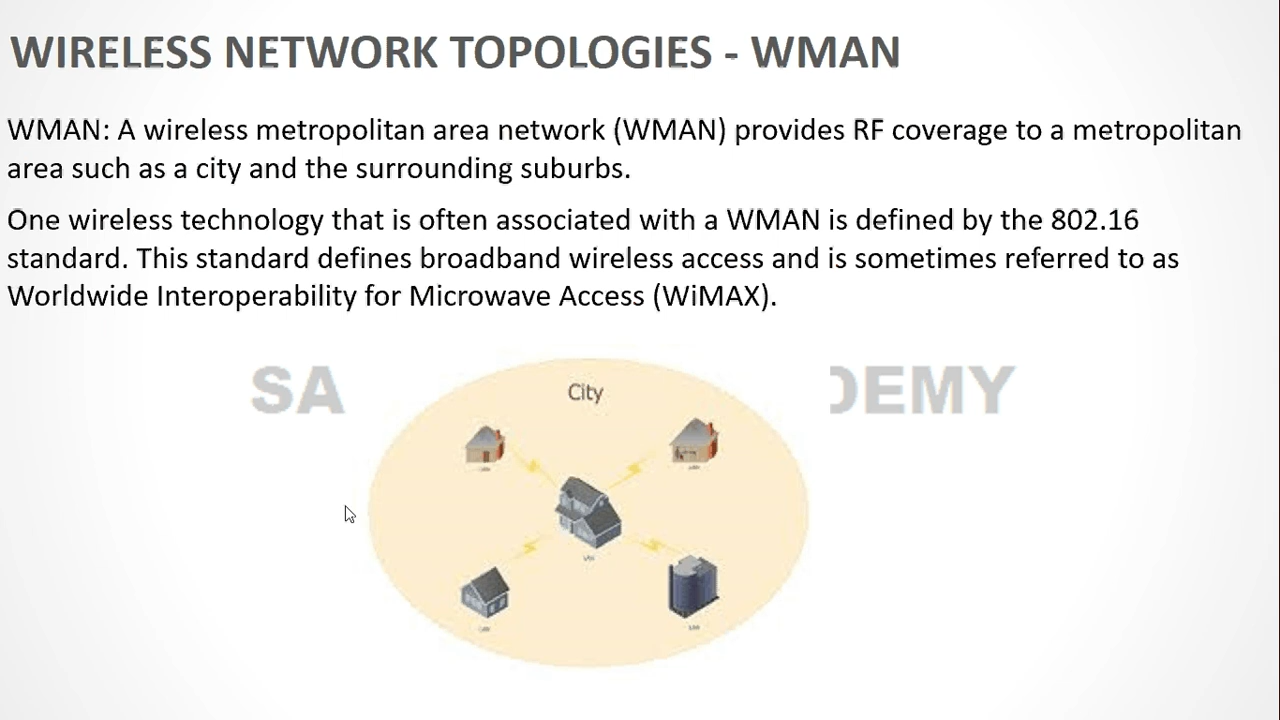 WIRELESS NETWORK TOPOLOGIES - WMAN
WMAN: A wireless metropolitan area network (WMAN) provides RF coverage to a metropolitan
area such as a city and the surrounding suburbs.
One wireless technology that is often associated with a WMAN is defined by the 802.16
standard. This standard defines broadband wireless access and is sometimes referred to as
Worldwide Interoperability for Microwave Access (WiMAX).
SA DEMY
City